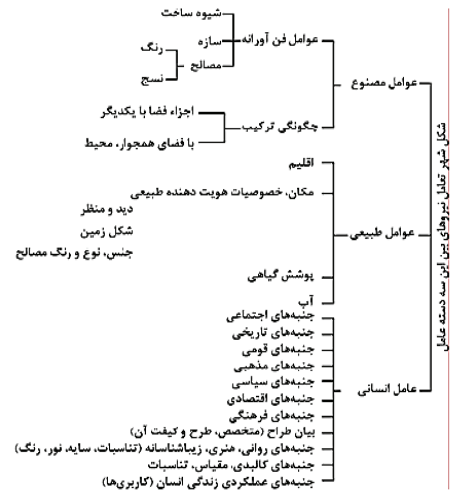 شکل شهر تعادل نیروهای بین این سه دسته عامل
عوامل مصنوع
عوامل فن آورانه
شیوه ساخت
سازه
مصالح
رنگ
نسج
چگونگی ترکیب
اجزاء فضا با یکدیگر
با فضای همجوار، محیط
عوامل طبیعی
اقلیم
مکان، خصوصیات هویت دهنده طبیعی
دید و منظر
شکل زمین
جنس، نوع و رنگ مصالح
پوشش گیاهی
آب
عامل انسانی
جنبه‌های اجتماعی
جنبه‌های تاریخی
جنبه‌های قومی
جنبه‌های مذهبی
جنبه‌های سیاسی
جنبه‌های اقتصادی
جنبه‌های فرهنگی
بیان طراح (متخصص، طرح و کیفت آن)
جنبه‌های روانی، هنری، زیباشناسانه (تناسبات، سایه، نور، رنگ)
جنبه‌های کالبدی، مقیاس، تناسبات
جنبه‌های عملکردی زندگی انسان (کاربری‌ها)